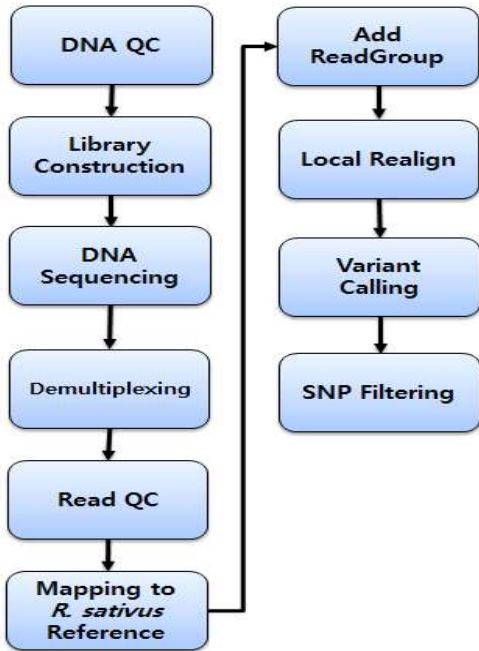 DNA QC
Library
Construction
DNA
Sequencing
Demultiplexing
Read QC
Mapping to
R. sativus
Reference
Add
ReadGroup
Local Realign
Variant
Calling
SNP Filtering